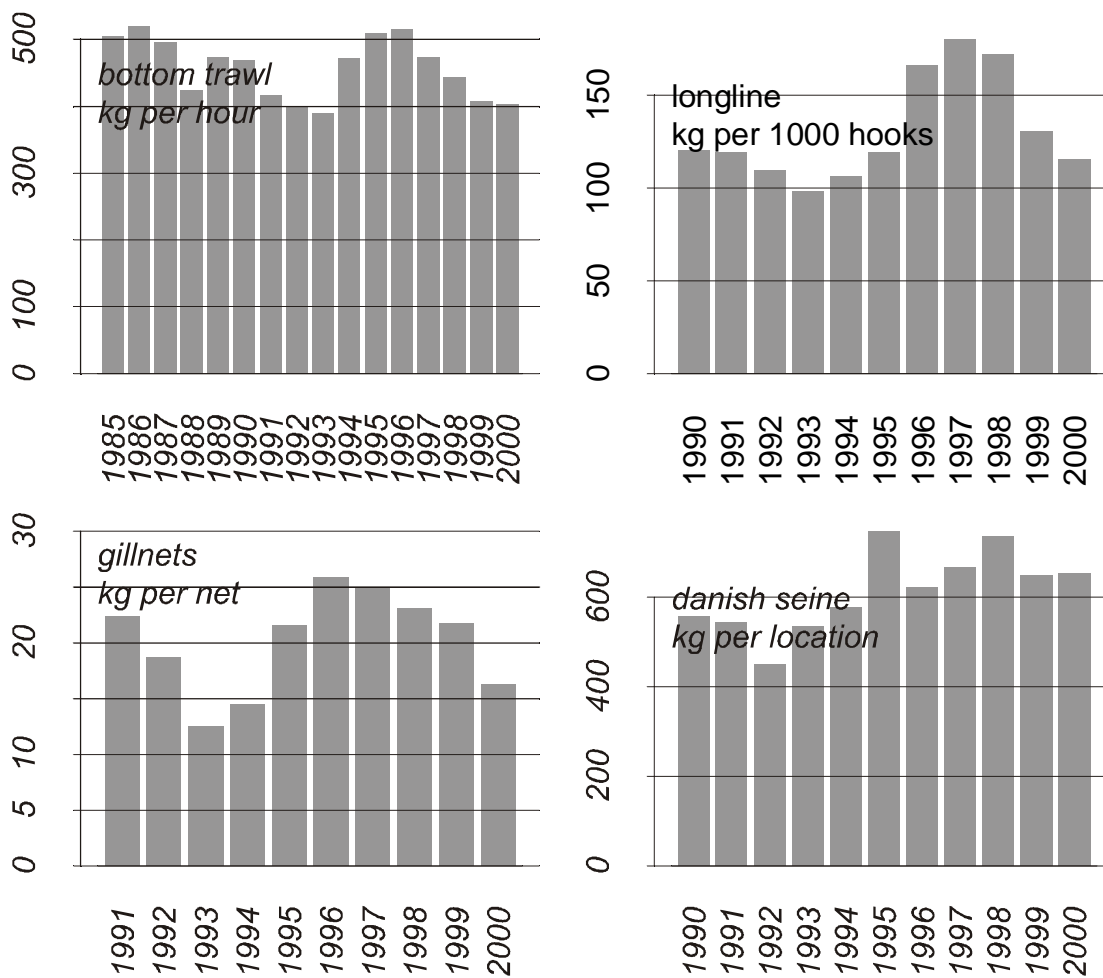 500
300
100
0
bottom trawl
kg per hour
1985 1986 1987 1988 1989 1990 1991 1992 1993 1994 1995 1996 1997 1998 1999 2000
150
100
50
0
longline
kg per 1000 hooks
1990 1991 1992 1993 1994 1995 1996 1997 1998 1999 2000
30
20
10
5
0
gillnets
kg per net
1991 1992 1993 1994 1995 1996 1997 1998 1999 2000
600
400
200
0
danish seine
kg per location
1990 1991 1992 1993 1994 1995 1996 1997 1998 1999 2000